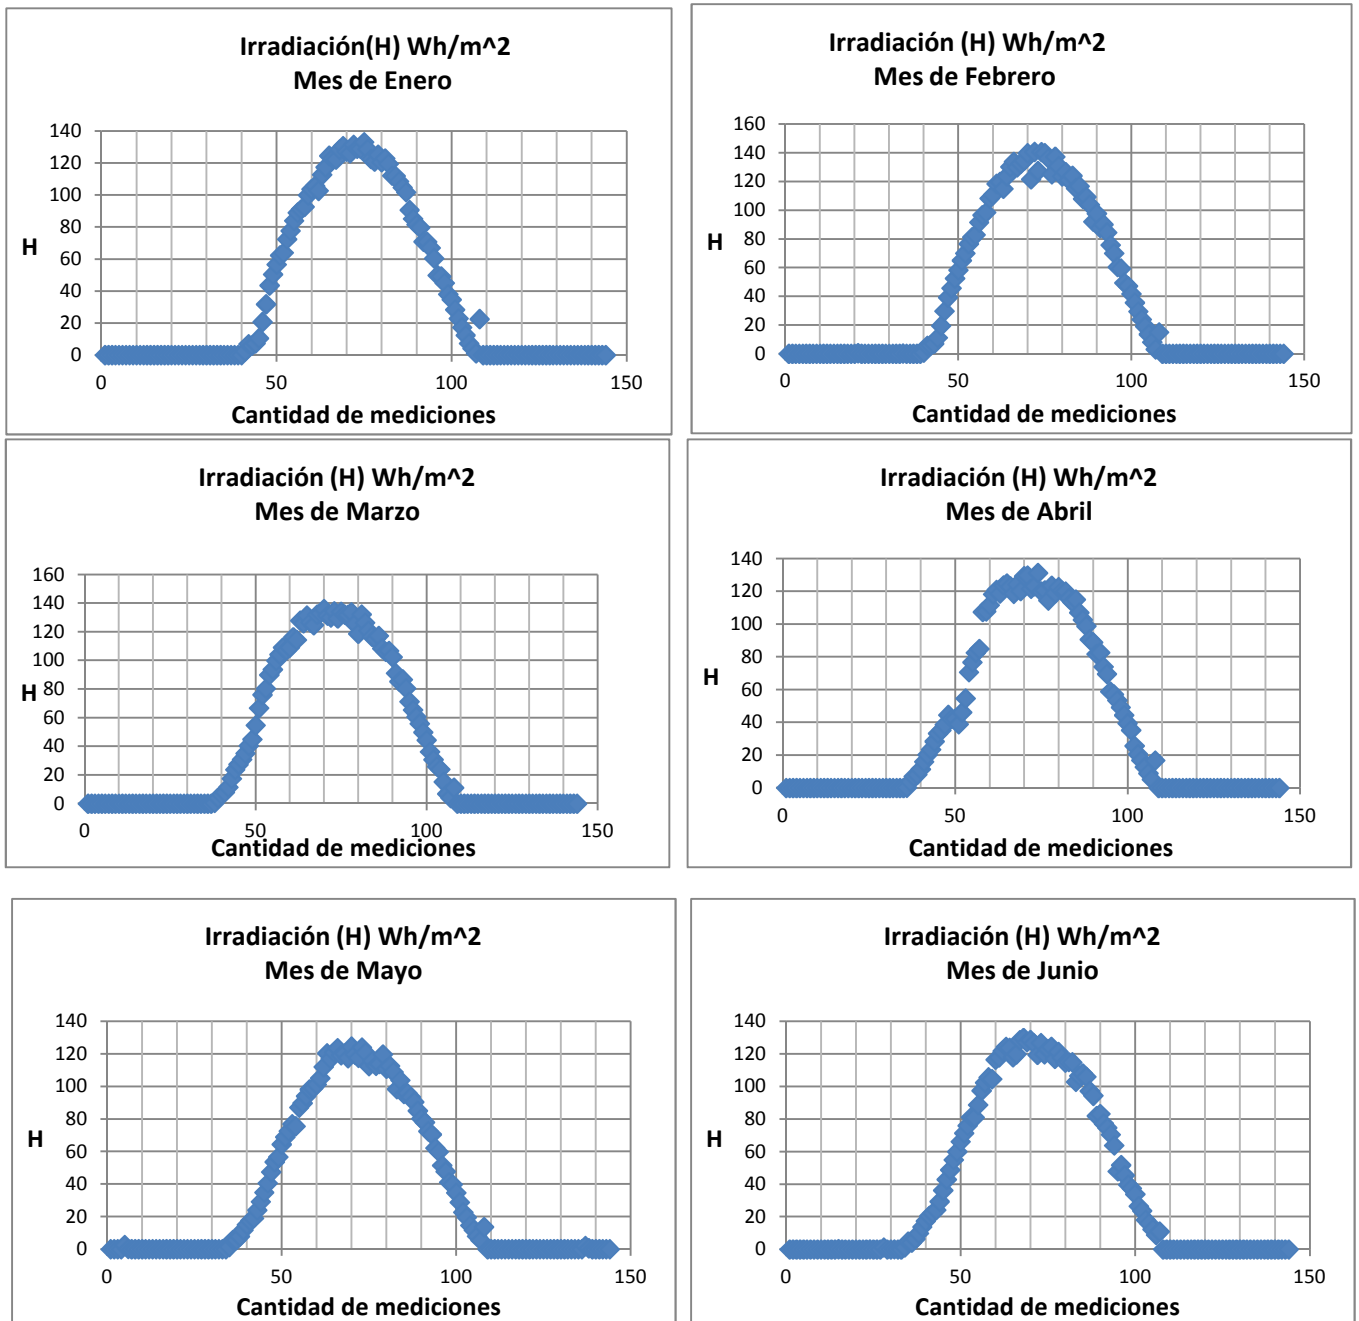 Irradiación(H) Wh/m^2
Mes de Enero
140
120
100
80
60
40
20
0
H
0 50 100 150
Cantidad de mediciones
Irradiación (H) Wh/m^2
Mes de Febrero
160
140
120
100
80
60
40
20
0
H
0 50 100 150
Cantidad de mediciones
Irradiación (H) Wh/m^2
Mes de Marzo
160
140
120
100
80
60
40
20
0
H
0 50 100 150
Cantidad de mediciones
Irradiación (H) Wh/m^2
Mes de Abril
140
120
100
80
60
40
20
0
H
0 50 100 150
Cantidad de mediciones
Irradiación (H) Wh/m^2
Mes de Mayo
140
120
100
80
60
40
20
0
H
0 50 100 150
Cantidad de mediciones
Irradiación (H) Wh/m^2
Mes de Junio
140
120
100
80
60
40
20
0
H
0 50 100 150
Cantidad de mediciones